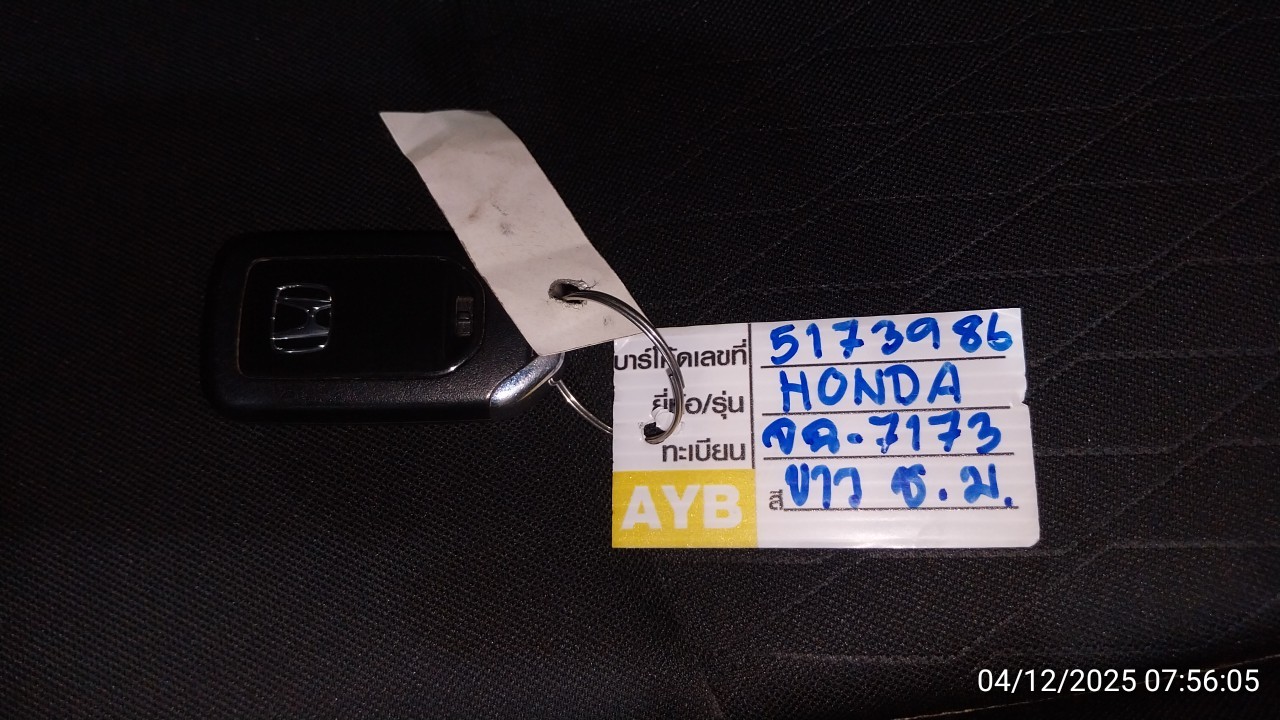 บาร์โค้ดเลขที่ 5173986
ยี่ห้อ/รุ่น HONDA
ทะเบียน จฉ-7173
AYB สี ขาว ช.ม.
04/12/2025 07:56:05